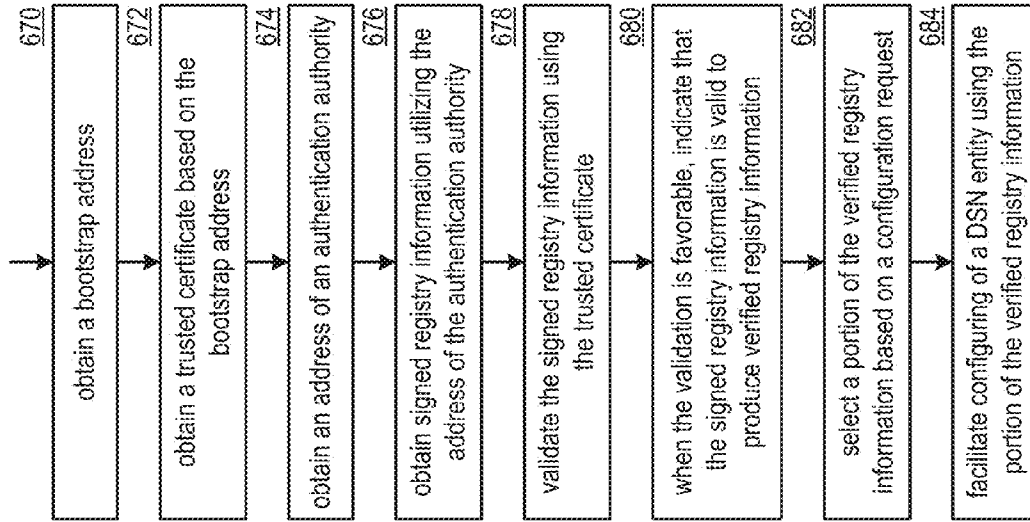 670
obtain a bootstrap address
672
obtain a trusted certificate based on the
bootstrap address
674
obtain an address of an authentication authority
676
obtain signed registry information utilizing the
address of the authentication authority
678
validate the signed registry information using
the trusted certificate
680
when the validation is favorable, indicate that
the signed registry information is valid to
produce verified registry information
682
select a portion of the verified registry
information based on a configuration request
684
facilitate configuring of a DSN entity using the
portion of the verified registry information